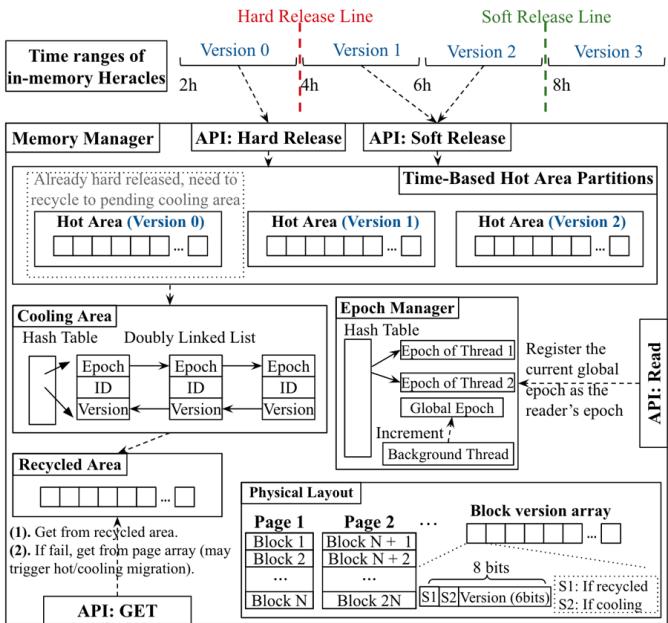 Hard Release Line
Soft Release Line
Time ranges of
in-memory Heracles
Version 0
Version 1
Version 2
Version 3
2h
4h
6h
8h
Memory Manager
API: Hard Release
API: Soft Release
Already hard released, need to
recycle to pending cooling area
Time-Based Hot Area Partitions
Hot Area (Version 0)
...
Hot Area (Version 1)
...
Hot Area (Version 2)
...
Cooling Area
Hash Table
Doubly Linked List
Epoch
ID
Version
Epoch
ID
Version
Epoch
ID
Version
Epoch Manager
Hash Table
Epoch of Thread 1
Epoch of Thread 2
Global Epoch
Increment
Background Thread
Register the
current global
epoch as the
reader's epoch
API: Read
Recycled Area
...
(1). Get from recycled area.
(2). If fail, get from page array (may
trigger hot/cooling migration).
API: GET
Physical Layout
Page 1
Block 1
Block 2
...
Block N
Page 2
Block N + 1
Block N + 2
...
Block 2N
...
Block version array
...
8 bits
S1 S2 Version (6bits)
S1: If recycled
S2: If cooling